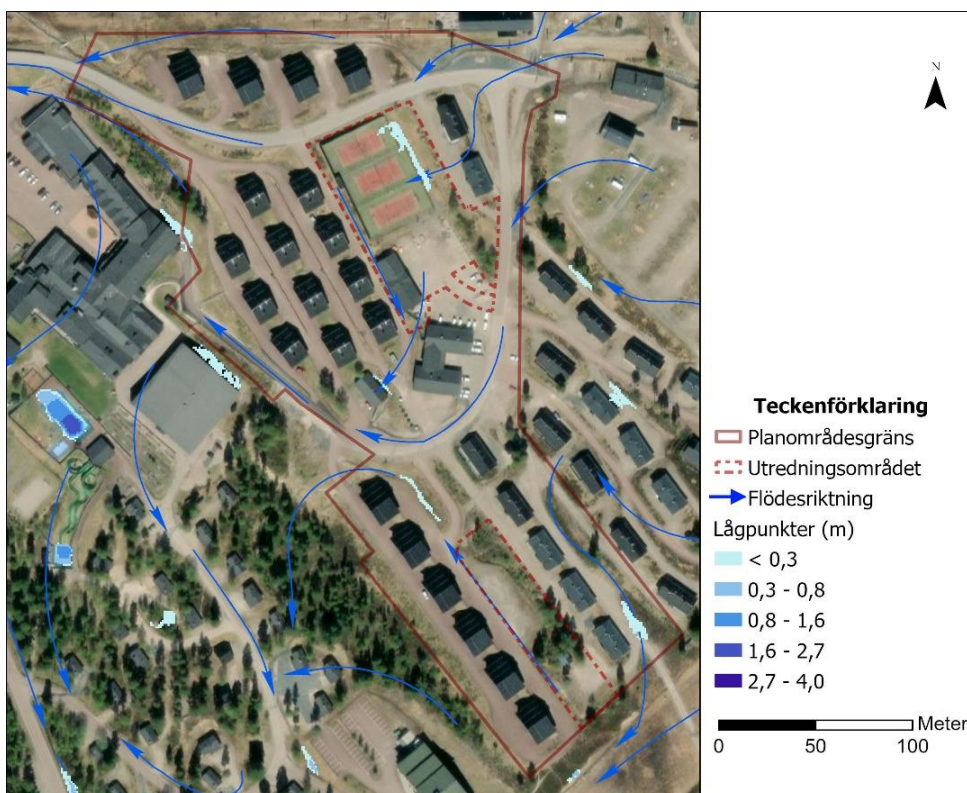 N
Teckenförklaring
Planområdesgräns
Utredningsområdet
Flödesriktning
Lågpunkter (m)
< 0,3
0,3 - 0,8
0,8 - 1,6
1,6 - 2,7
2,7 - 4,0
Meter
0 50 100